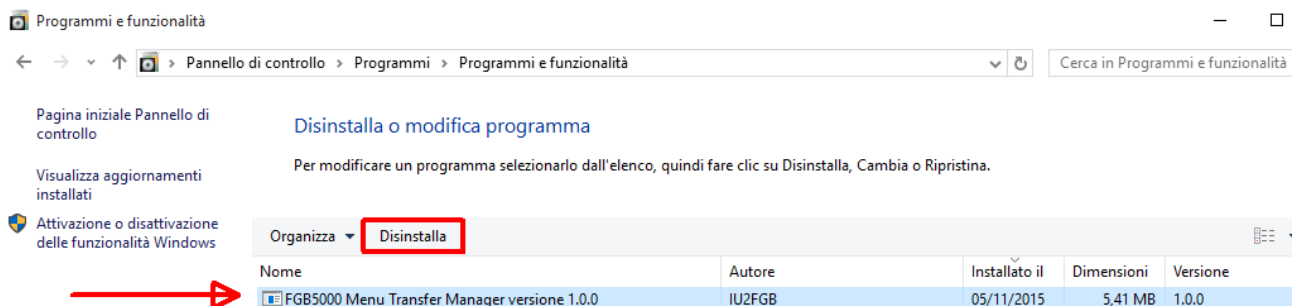 Programmi e funzionalità
Pannello di controllo > Programmi > Programmi e funzionalità
Cerca in Programmi e funzionalità
Pagina iniziale Pannello di
controllo
Visualizza aggiornamenti
installati
Attivazione o disattivazione
delle funzionalità Windows
Disinstalla o modifica programma
Per modificare un programma selezionarlo dall'elenco, quindi fare clic su Disinstalla, Cambia o Ripristina.
Organizza Disinstalla
Nome Autore Installato il Dimensioni Versione
FGB5000 Menu Transfer Manager versione 1.0.0 IU2FGB 05/11/2015 5,41 MB 1.0.0